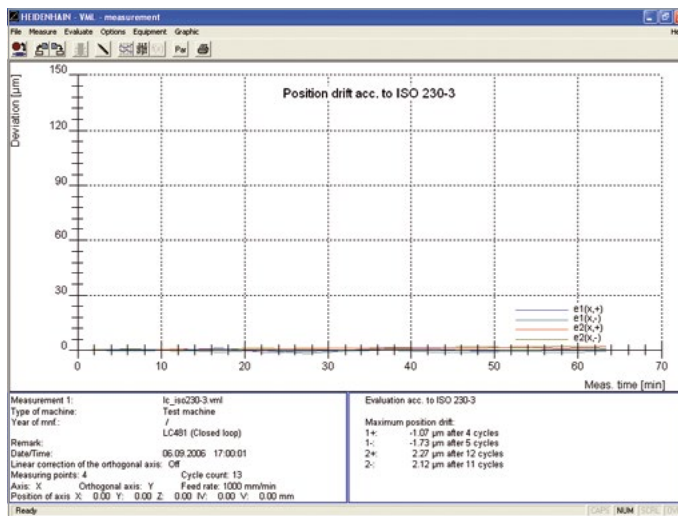 HEIDENHAIN - VML - measurement
File Measure Evaluate Options Equipment Graphic He
Par
Position drift acc. to ISO 230-3
Deviation [µm]
150
120
90
60
30
0
0 10 20 30 40 50 60 70
Meas. time [min]
e1(x,+)
e1(x,-)
e2(x,+)
e2(x,-)
Measurement 1: lc_iso230-3.vml
Type of machine: Test machine
Year of mnf.: /
LC481 (Closed loop)
Remark:
Date/Time: 06.09.2006 17:00:01
Linear correction of the orthogonal axis: Off
Measuring points: 4 Cycle count: 13
Axis: X Orthogonal axis: Y Feed rate: 1000 mm/min
Position of axis X: 0.00 Y: 0.00 Z: 0.00 IV: 0.00 V: 0.00 mm
Evaluation acc. to ISO 230-3
Maximum position drift:
1+: -1.07 µm after 4 cycles
1-: -1.73 µm after 5 cycles
2+: 2.27 µm after 12 cycles
2-: 2.12 µm after 11 cycles
Ready CAPS NUM SCRL OV